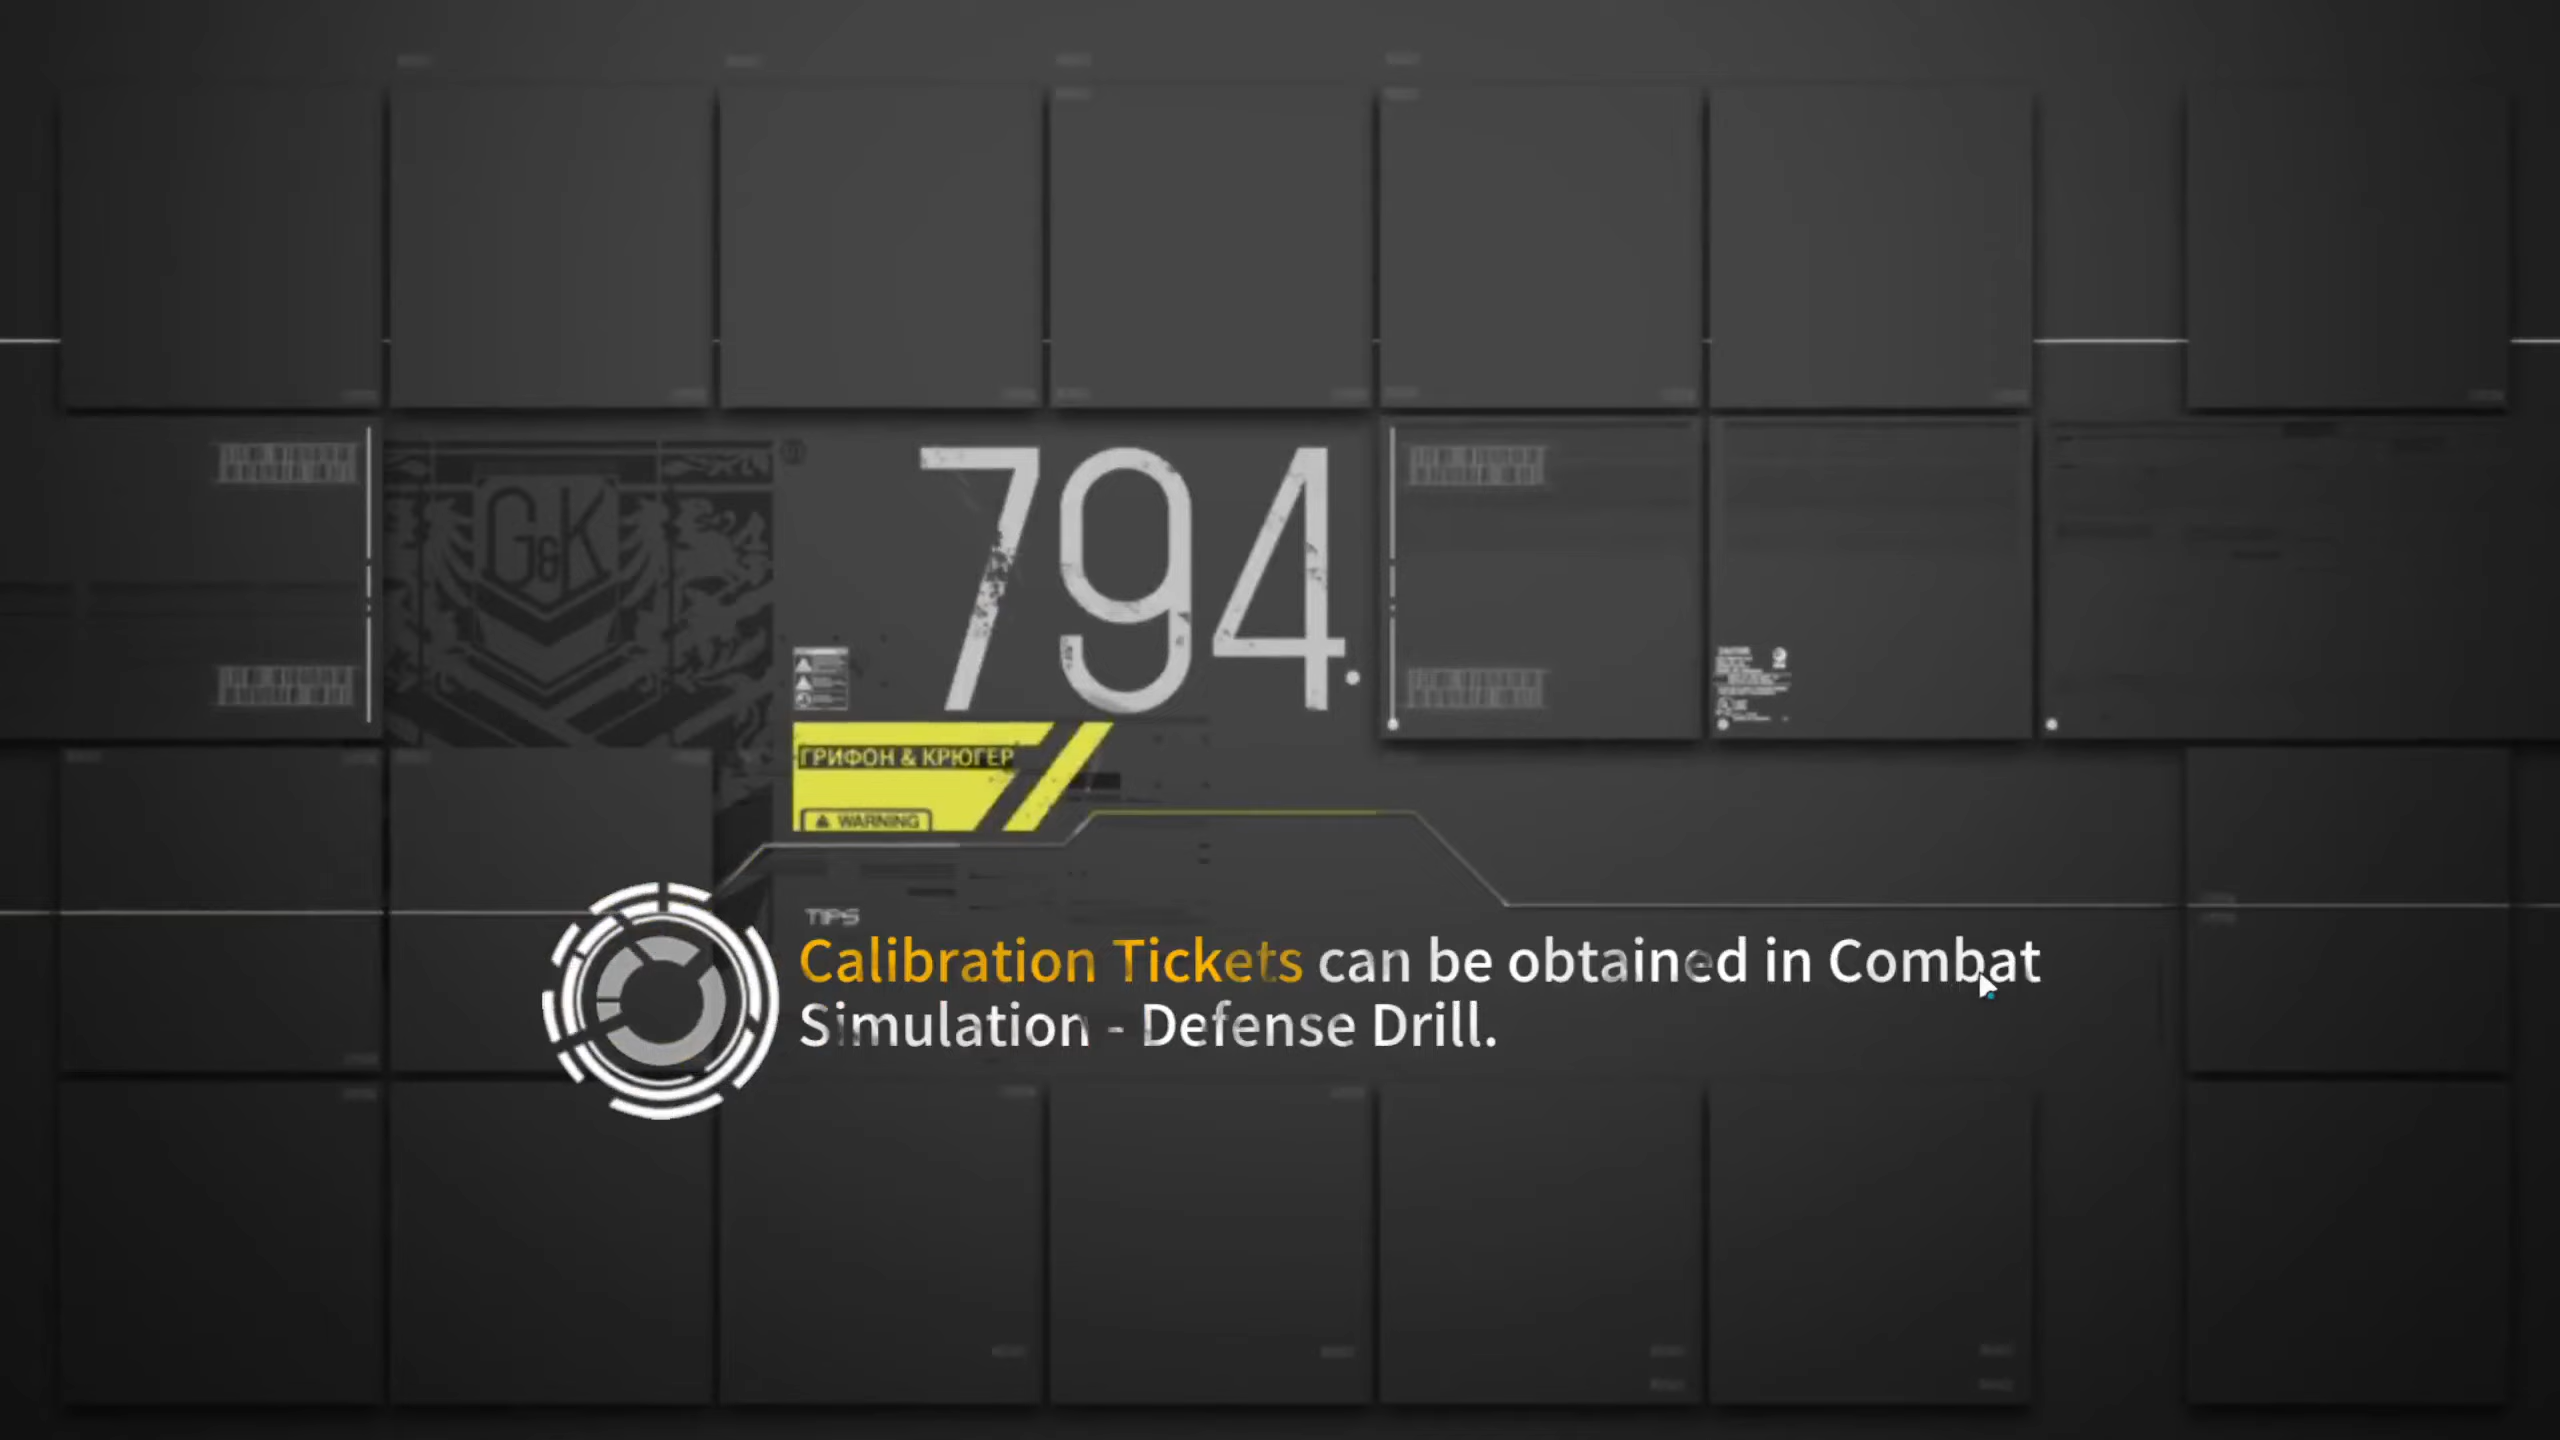 G&K
794.
ГРИФОН & КРЮГЕР
WARNING
TIPS
Calibration Tickets can be obtained in Combat
Simulation - Defense Drill.